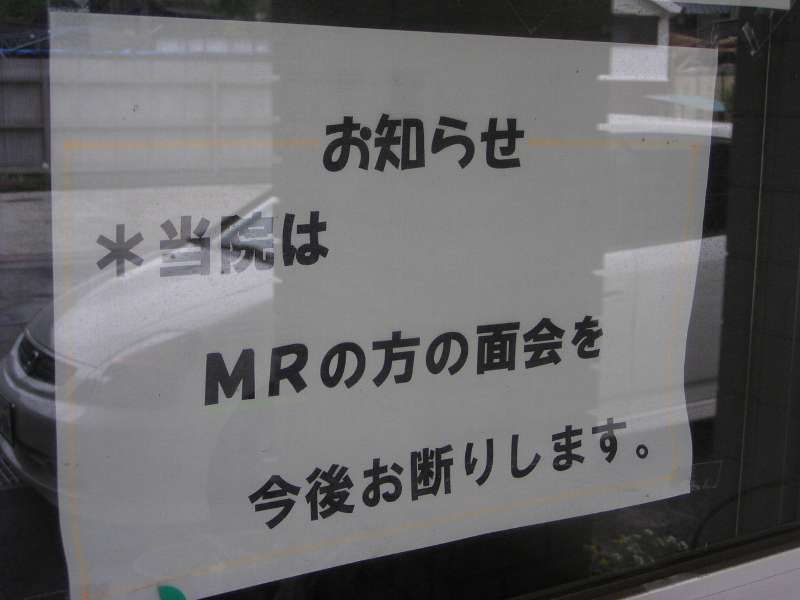 お知らせ
＊当院は
ＭＲの方の面会を
今後お断りします。